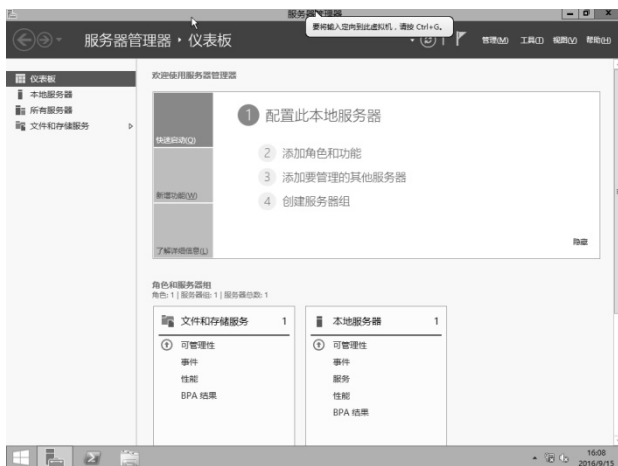 服务器管理器
要将输入定向到此虚拟机，请按 Ctrl+G。
服务器管理器 · 仪表板
管理(M) 工具(T) 视图(V) 帮助(H)
仪表板
本地服务器
所有服务器
文件和存储服务
欢迎使用服务器管理器
快速启动(Q)
新增功能(W)
了解详细信息(L)
1 配置此本地服务器
2 添加角色和功能
3 添加要管理的其他服务器
4 创建服务器组
隐藏
角色和服务器组
角色: 1 | 服务器组: 1 | 服务器总数: 1
文件和存储服务 1
可管理性
事件
性能
BPA 结果
本地服务器 1
可管理性
事件
服务
性能
BPA 结果
16:08
2016/9/15